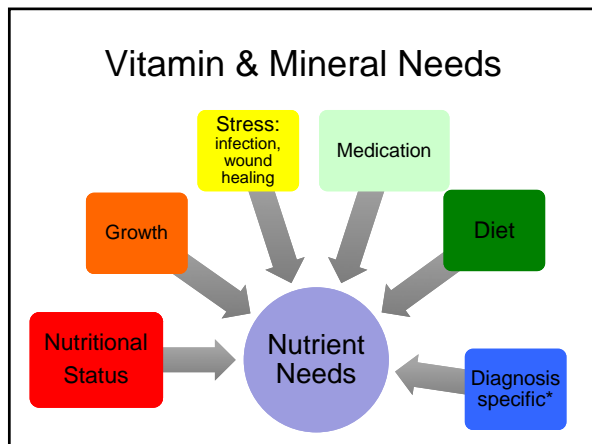 Vitamin & Mineral Needs
Stress:
infection,
wound
healing
Medication
Growth
Diet
Nutritional
Status
Nutrient
Needs
Diagnosis
specific*